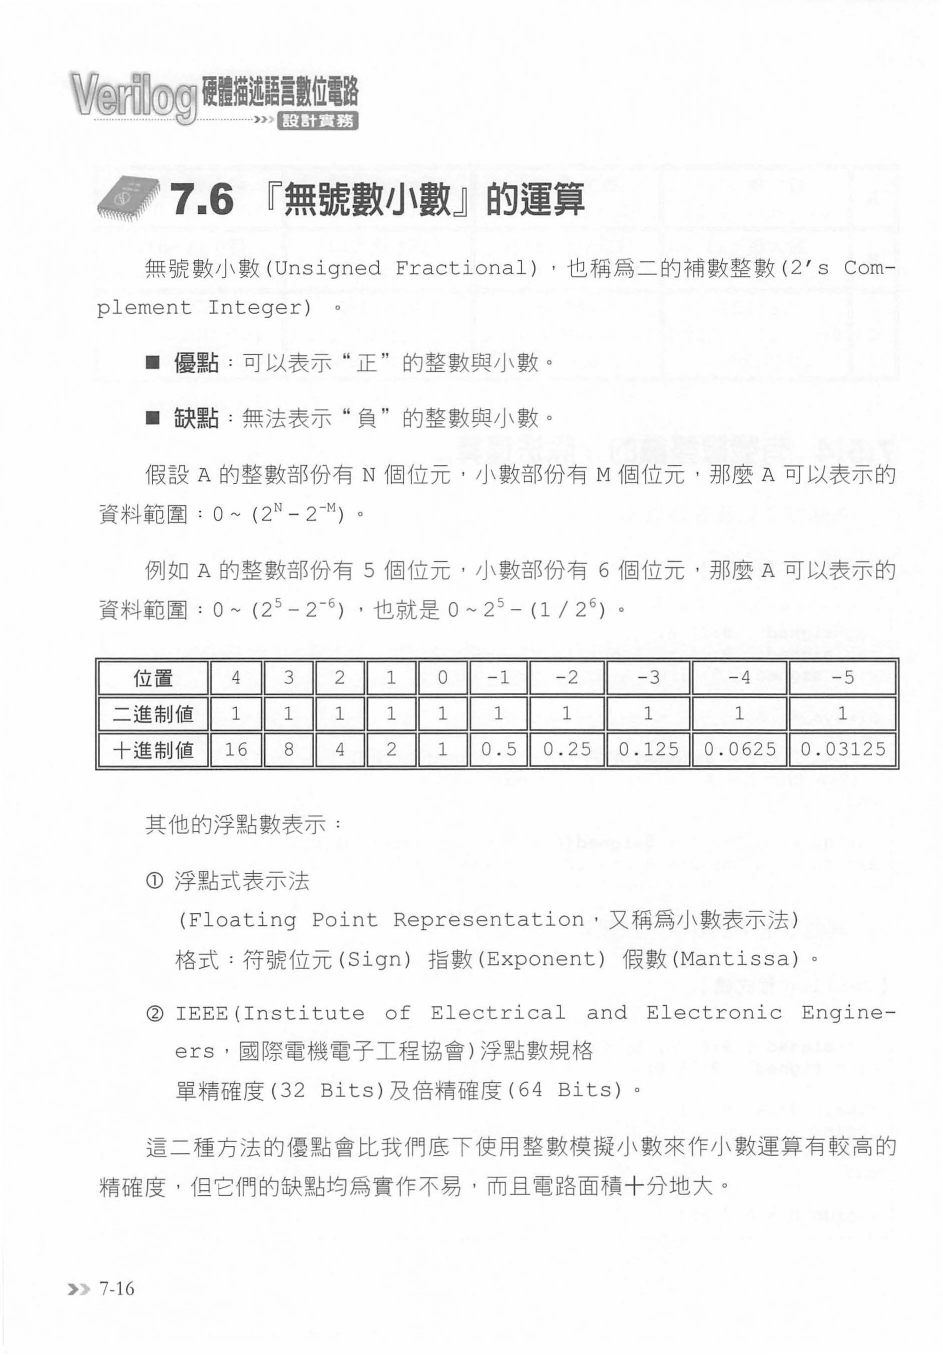 Verilog 硬體描述語言數位電路
設計實務
7.6 『無號數小數』的運算
無號數小數(Unsigned Fractional)，也稱為二的補數整數(2's Com-
plement Integer) 。
■ 優點：可以表示“正”的整數與小數。
■ 缺點：無法表示“負”的整數與小數。
假設 A 的整數部份有 N 個位元，小數部份有 M 個位元，那麼 A 可以表示的
資料範圍：0 ~ (2ᴺ – 2⁻ᴹ) 。
例如 A 的整數部份有 5 個位元，小數部份有 6 個位元，那麼 A 可以表示的
資料範圍：0 ~ (2⁵ – 2⁻⁶) ，也就是 0 ~ 2⁵ – (1 / 2⁶) 。
位置 4 3 2 1 0 -1 -2 -3 -4 -5
二進制值 1 1 1 1 1 1 1 1 1 1
十進制值 16 8 4 2 1 0.5 0.25 0.125 0.0625 0.03125
其他的浮點數表示：
① 浮點式表示法
(Floating Point Representation，又稱為小數表示法)
格式：符號位元(Sign) 指數(Exponent) 假數(Mantissa) 。
② IEEE(Institute of Electrical and Electronic Engine-
ers，國際電機電子工程協會)浮點數規格
單精確度(32 Bits)及倍精確度(64 Bits) 。
這二種方法的優點會比我們底下使用整數模擬小數來作小數運算有較高的
精確度，但它們的缺點均為實作不易，而且電路面積十分地大。
7-16